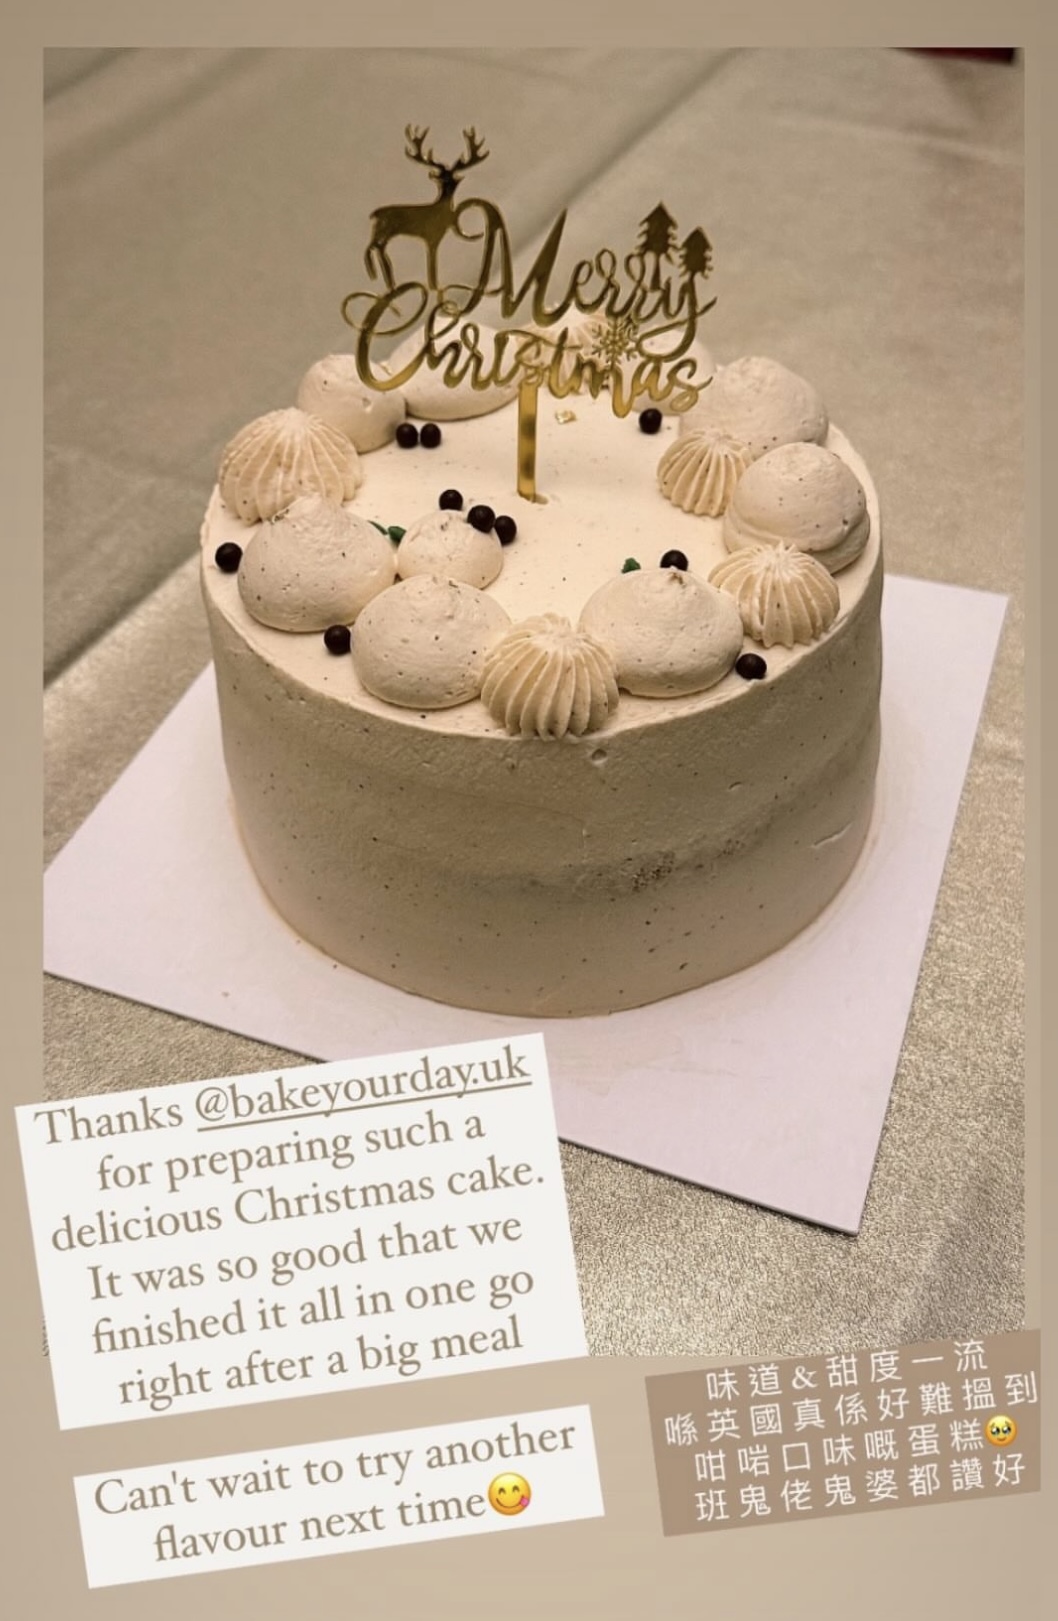 Merry
Christmas
Thanks @bakeyourday.uk
for preparing such a
delicious Christmas cake.
It was so good that we
finished it all in one go
right after a big meal
Can't wait to try another
flavour next time😋
味道&甜度一流
喺英國真係好難搵到
咁啱口味嘅蛋糕🥹
班鬼佬鬼婆都讚好